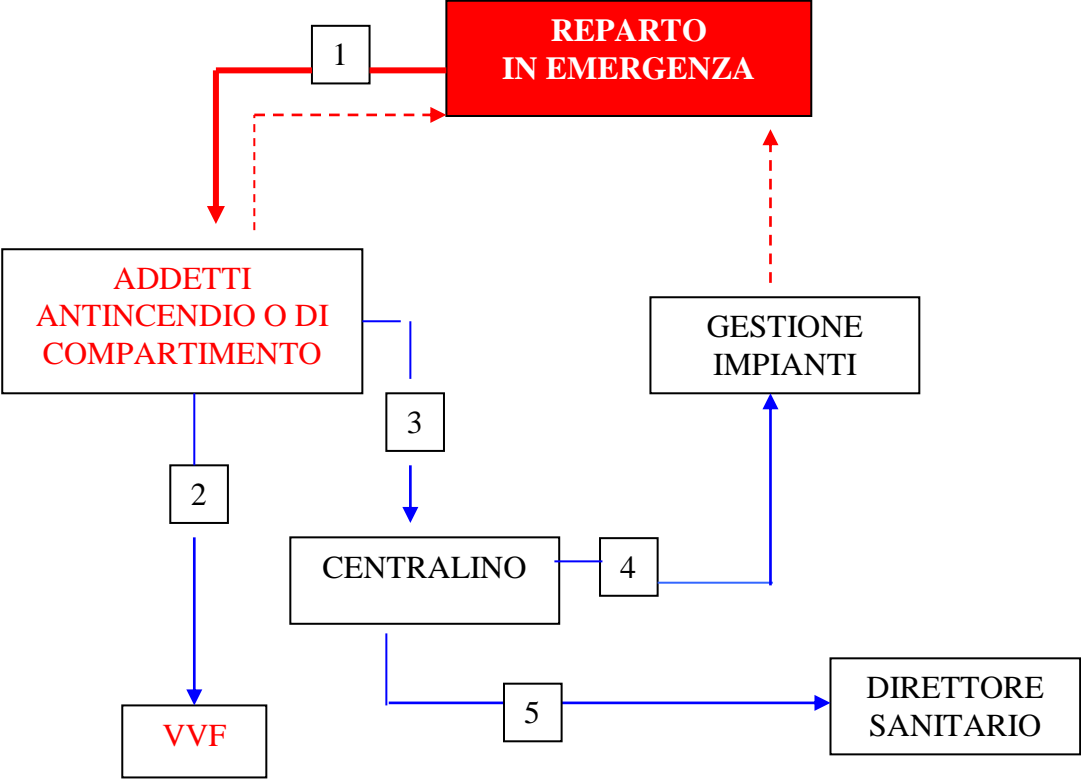 REPARTO
IN EMERGENZA
1
ADDETTI
ANTINCENDIO O DI
COMPARTIMENTO
GESTIONE
IMPIANTI
3
2
CENTRALINO
4
DIRETTORE
SANITARIO
5
VVF